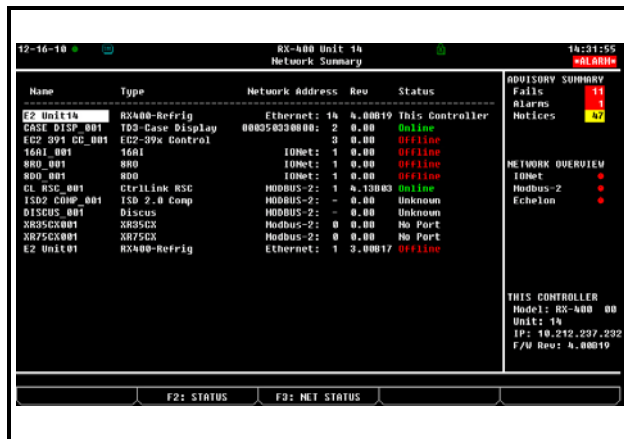 12-16-10 RX-400 Unit 14 14:31:55
Network Summary *ALARM*
Name Type Network Address Rev Status
E2 Unit14 RX400-Refrig Ethernet: 14 4.00B19 This Controller
CASE DISP_001 TD3-Case Display 000350330800: 2 0.00 Online
EC2 391 CC_001 EC2-39x Control 3 0.00 Offline
16AI_001 16AI IONet: 1 0.00 Offline
8RO_001 8RO IONet: 1 0.00 Offline
8DO_001 8DO IONet: 1 0.00 Offline
CL RSC_001 CtrlLink RSC MODBUS-2: 1 4.13B03 Online
ISD2 COMP_001 ISD 2.0 Comp MODBUS-2: - 0.00 Unknown
DISCUS_001 Discus MODBUS-2: - 0.00 Unknown
XR35CX001 XR35CX Modbus-2: 0 0.00 No Port
XR75CX001 XR75CX Modbus-2: 0 0.00 No Port
E2 Unit01 RX400-Refrig Ethernet: 1 3.00B17 Offline
ADVISORY SUMMARY
Fails 11
Alarms 1
Notices 47
NETWORK OVERVIEW
IONet
Modbus-2
Echelon
THIS CONTROLLER
Model: RX-400 00
Unit: 14
IP: 10.212.237.232
F/W Rev: 4.00B19
F2: STATUS F3: NET STATUS